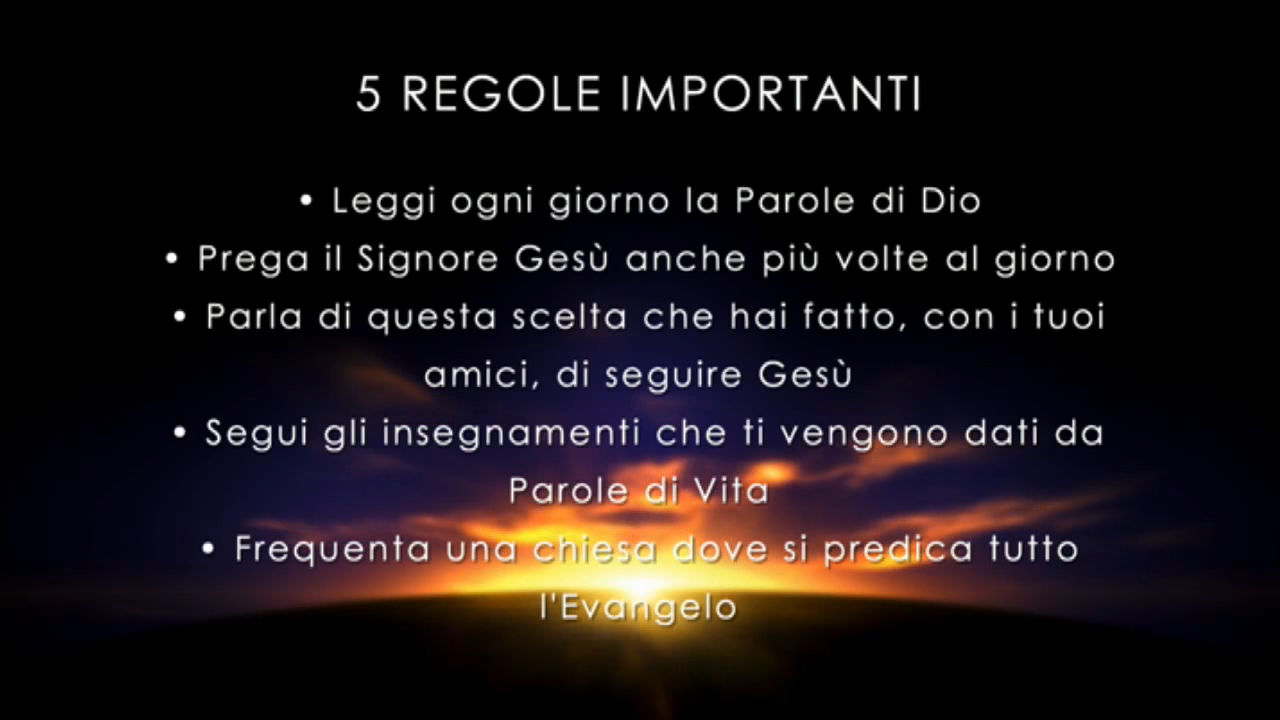 5 REGOLE IMPORTANTI
• Leggi ogni giorno la Parole di Dio
• Prega il Signore Gesù anche più volte al giorno
• Parla di questa scelta che hai fatto, con i tuoi
amici, di seguire Gesù
• Segui gli insegnamenti che ti vengono dati da
Parole di Vita
• Frequenta una chiesa dove si predica tutto
l'Evangelo